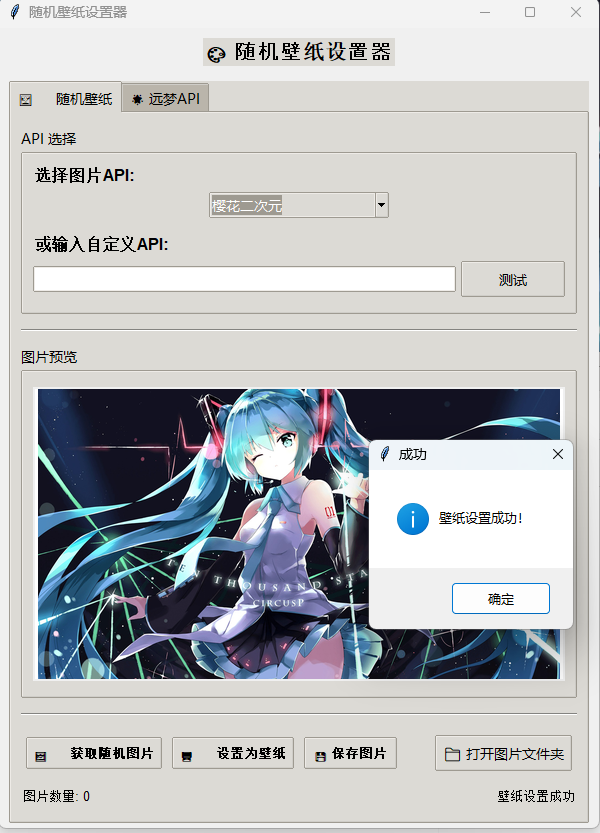 随机壁纸设置器
随机壁纸设置器
随机壁纸 远梦API
API 选择
选择图片API:
樱花二次元
或输入自定义API:
测试
图片预览
01
成功
壁纸设置成功!
确定
TEN THOUSAND STA
CIRCUSP
获取随机图片 设置为壁纸 保存图片 打开图片文件夹
图片数量: 0 壁纸设置成功